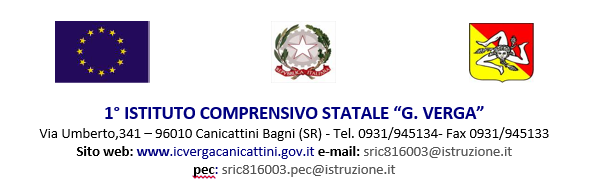 1° ISTITUTO COMPRENSIVO STATALE “G. VERGA”
Via Umberto,341 – 96010 Canicattini Bagni (SR) - Tel. 0931/945134- Fax 0931/945133
Sito web: www.icvergacanicattini.gov.it e-mail: sric816003@istruzione.it
pec: sric816003.pec@istruzione.it